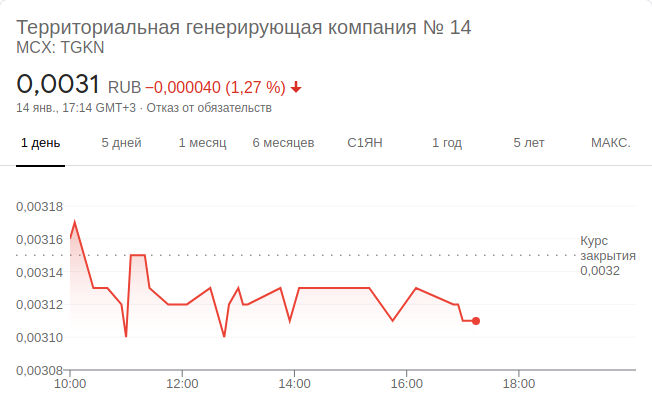 Территориальная генерирующая компания № 14
MCX: TGKN
0,0031 RUB −0,000040 (1,27 %)
14 янв., 17:14 GMT+3 · Отказ от обязательств
1 день 5 дней 1 месяц 6 месяцев С1ЯН 1 год 5 лет МАКС.
0,00318
0,00316
0,00314
0,00312
0,00310
0,00308
Курс
закрытия
0,0032
10:00 12:00 14:00 16:00 18:00